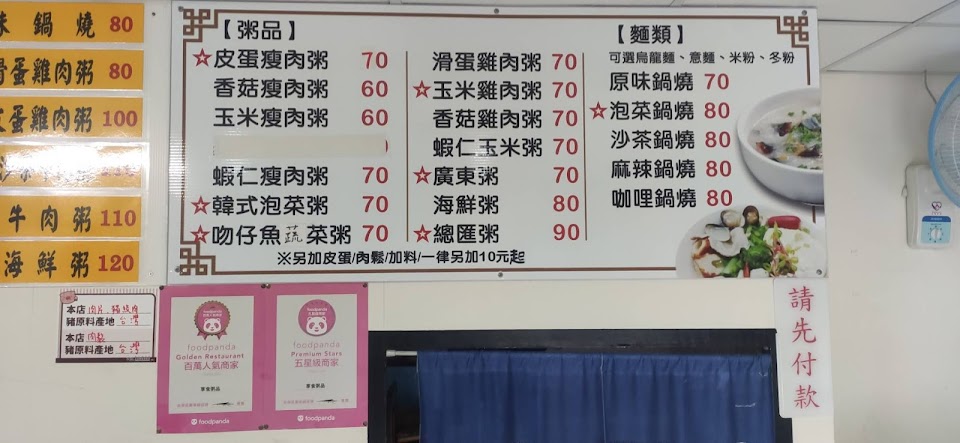 味鍋燒 80
滑蛋雞肉粥 80
蛋雞肉粥 100
牛肉粥 110
海鮮粥 120
【粥品】
☆皮蛋瘦肉粥 70
香菇瘦肉粥 60
玉米瘦肉粥 60
蝦仁瘦肉粥 70
☆韓式泡菜粥 70
☆吻仔魚蔬菜粥 70
滑蛋雞肉粥 70
☆玉米雞肉粥 70
香菇雞肉粥 70
蝦仁玉米粥 70
☆廣東粥 70
海鮮粥 80
☆總匯粥 90
【麵類】
可選烏龍麵、意麵、米粉、冬粉
原味鍋燒 70
☆泡菜鍋燒 80
沙茶鍋燒 80
麻辣鍋燒 80
咖哩鍋燒 80
※另加皮蛋/肉鬆/加料/一律另加10元起
本店
豬原料產地 台灣
本店
豬原料產地 台灣
foodpanda
Golden Restaurant
百萬人氣商家
foodpanda
foodpanda
Premium Stars
五星級商家
foodpanda
請先付款